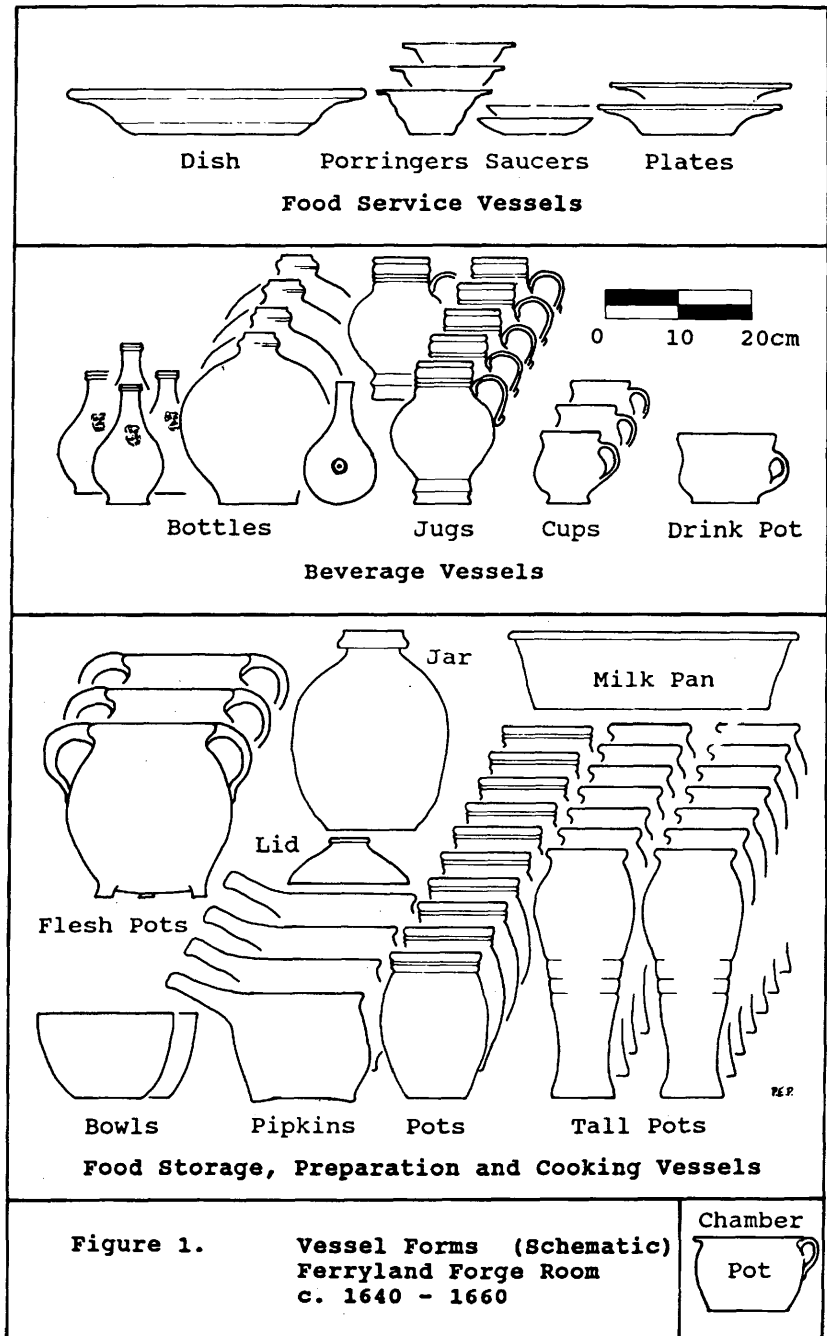 Dish Porringers Saucers Plates
Food Service Vessels
0 10 20cm
Bottles Jugs Cups Drink Pot
Beverage Vessels
Jar
Milk Pan
Lid
Flesh Pots
P.E.P.
Bowls Pipkins Pots Tall Pots
Food Storage, Preparation and Cooking Vessels
Figure 1. Vessel Forms (Schematic)
Ferryland Forge Room
c. 1640 - 1660
Chamber
Pot